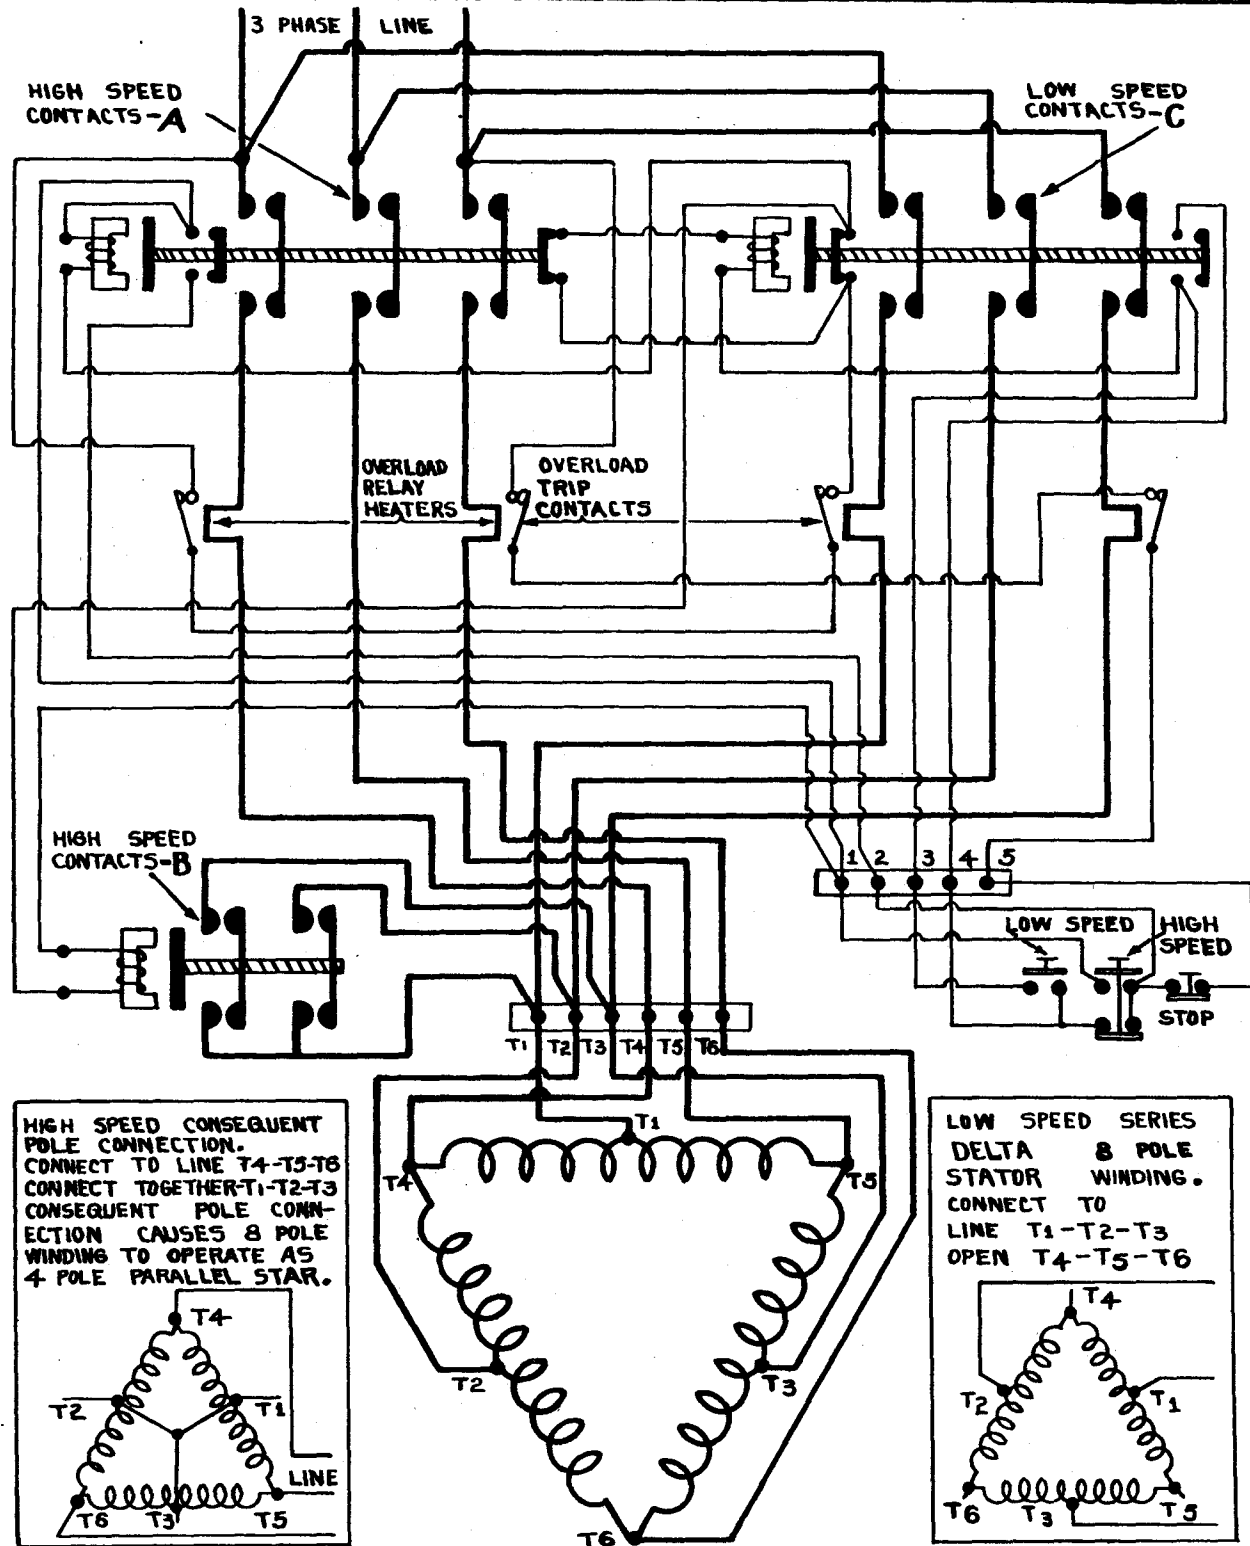 3 PHASE LINE
HIGH SPEED
CONTACTS-A
LOW SPEED
CONTACTS-C
OVERLOAD
RELAY
HEATERS
OVERLOAD
TRIP
CONTACTS
HIGH SPEED
CONTACTS-B
1 2 3 4 5
LOW SPEED
HIGH
SPEED
STOP
T1 T2 T3 T4 T5 T6
T1
T4
T5
T2
T3
T6
HIGH SPEED CONSEQUENT
POLE CONNECTION.
CONNECT TO LINE T4-T5-T6
CONNECT TOGETHER-T1-T2-T3
CONSEQUENT POLE CONN-
ECTION CAUSES 8 POLE
WINDING TO OPERATE AS
4 POLE PARALLEL STAR.
T4
T2
T1
LINE
T6 T3 T5
LOW SPEED SERIES
DELTA 8 POLE
STATOR WINDING.
CONNECT TO
LINE T1-T2-T3
OPEN T4-T5-T6
T4
T2
T1
T6 T3 T5